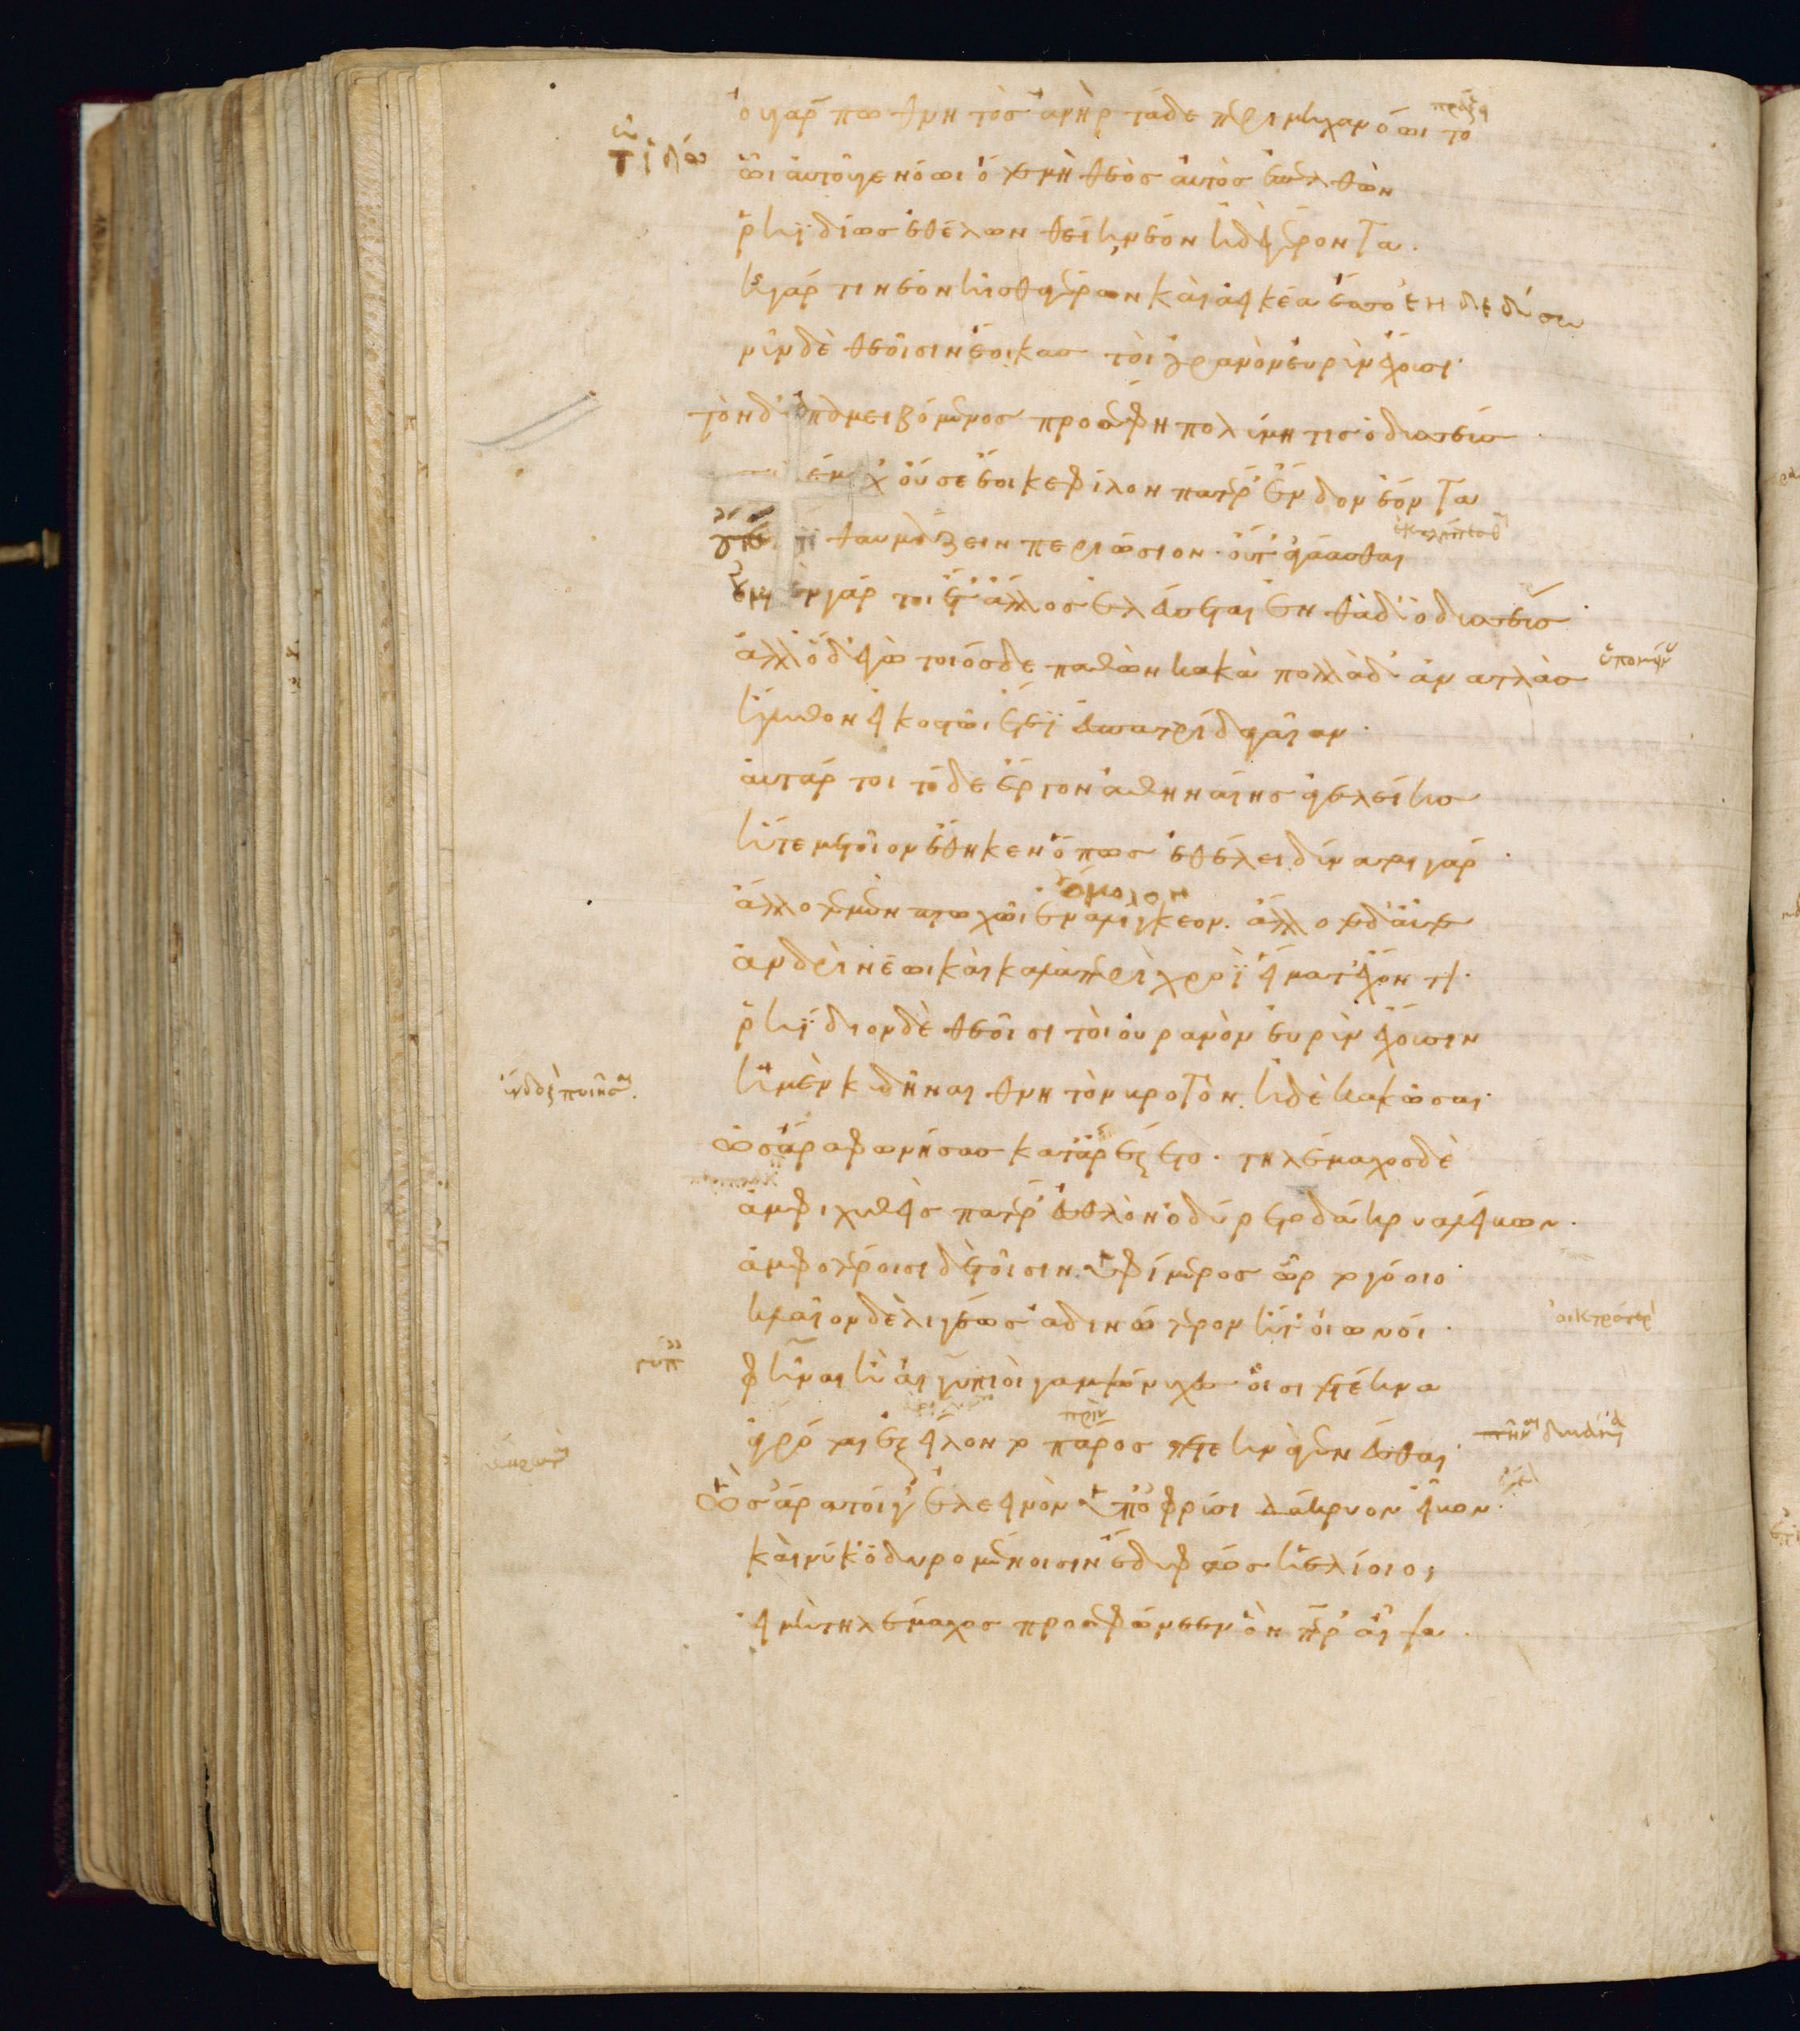 οὐ γάρ πω θνητὸς ἀνὴρ τάδε μηχανόωιτο
ὧι αὐτοῦ γε νόωι ὅτε μὴ θεὸς αὐτὸς ἐπελθὼν
ῥηϊδίως ἐθέλων θείη νέον ἠδὲ γέροντα.
ἦ γάρ τοι νέον ἦσθα γέρων καὶ ἀεικέα ἕσσο
νῦν δὲ θεοῖσιν ἔοικας τοὶ οὐρανὸν εὐρὺν ἔχουσι.
τὸν δ' ἀπαμειβόμενος προσέφη πολύμητις ὀδυσσεύς.
τηλέμαχ' οὔ σε ἔοικε φίλον πατέρ' ἔνδον ἐόντα
οὔτέ τι θαυμάζειν περιώσιον. οὔτ' ἀγάασθαι
οὐ μὲν γάρ τοι ἔτ' ἄλλος ἐλεύσεται ἐνθάδ' ὀδυσσεύς.
ἀλλ' ὅδ' ἐγὼ τοιόσδε παθὼν κακὰ πολλὰ δ' ἀνατλὰς
ἤλυθον εἰκοστῶι ἔτεϊ ἐς πατρίδα γαῖαν.
αὐτάρ τοι τόδε ἔργον ἀθηναίης ἀγελείης
ἥτέ με τοῖον ἔθηκεν ὅπως ἐθέλει δύναται γάρ.
ὅμοιον
ἄλλοτε μὲν πτωχῶι ἐναλίγκιον. ἄλλοτε δ' αὖτε
ἀνδρὶ νέωι καὶ καλὰ περὶ χροῒ εἵματ' ἔχοντι.
ῥηΐδιον δὲ θεοῖσι τοὶ οὐρανὸν εὐρὺν ἔχουσιν
ἠμὲν κυδῆναι θνητὸν βροτὸν ἠδὲ κακῶσαι.
ὣς ἄρα φωνήσας κατ' ἄρ' ἕζετο. τηλέμαχος δὲ
ἀμφιχυθεὶς πατέρ' ἐσθλὸν ὀδύρετο δάκρυα λείβων.
ἀμφοτέροισι δὲ τοῖσιν ὑφ' ἵμερος ὦρτο γόοιο.
κλαῖον δὲ λιγέως ἀδινώτερον ἤ τ' οἰωνοί.
φῆναι ἢ αἰγυπιοὶ γαμψώνυχες οἷσί τε τέκνα
ἀγρόται ἐξείλοντο πάρος πετεηνὰ γενέσθαι.
ὣς ἄρα τοί γ' ἐλεεινὸν ὑπ' ὀφρύσι δάκρυον εἶβον.
καί νύ κ' ὀδυρομένοισιν ἔδυ φάος ἠελίοιο,
εἰ μὴ τηλέμαχος προσεφώνεεν ὃν πατέρ' αἶψα.